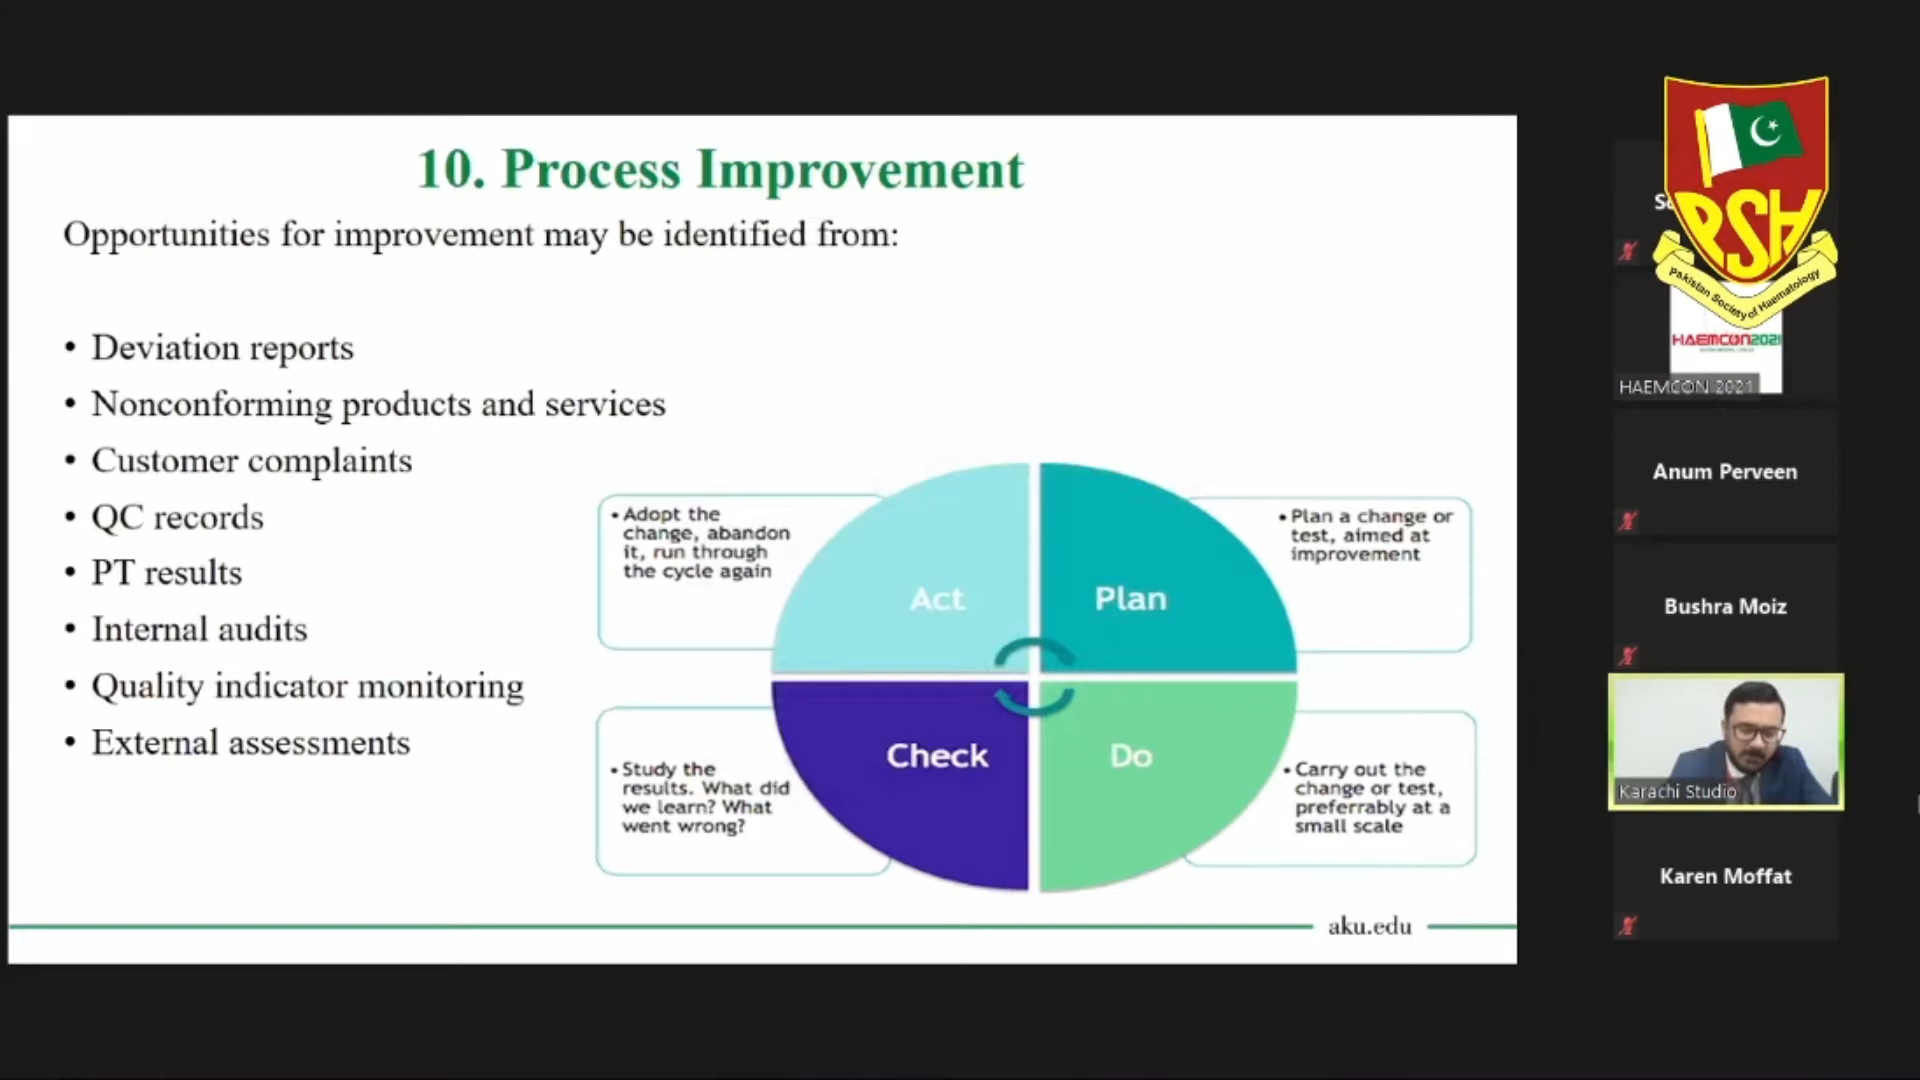 10. Process Improvement
Opportunities for improvement may be identified from:
• Deviation reports
• Nonconforming products and services
• Customer complaints
• QC records
• PT results
• Internal audits
• Quality indicator monitoring
• External assessments
• Adopt the
change, abandon
it, run through
the cycle again
Act
Plan
• Plan a change or
test, aimed at
improvement
• Study the
results. What did
we learn? What
went wrong?
Check
Do
• Carry out the
change or test,
preferrably at a
small scale
aku.edu
PSH
Pakistan Society of Haematology
HAEMCON2021
HAEMCON 2021
Anum Perveen
Bushra Moiz
Karachi Studio
Karen Moffat